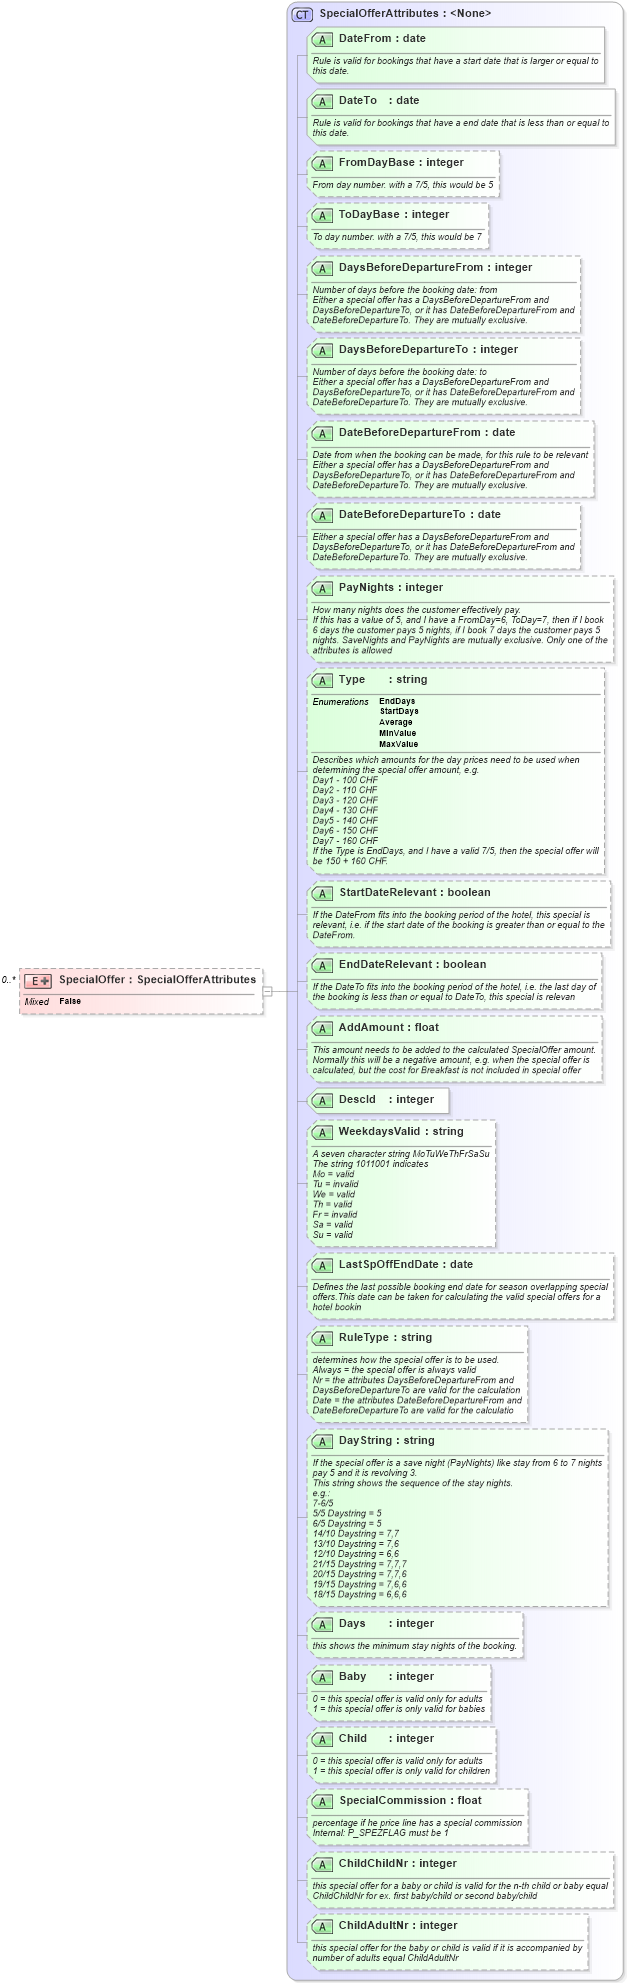 CT SpecialOfferAttributes : <None>
A DateFrom : date
Rule is valid for bookings that have a start date that is larger or equal to
this date.
A DateTo : date
Rule is valid for bookings that have a end date that is less than or equal to
this date.
A FromDayBase : integer
From day number. with a 7/5, this would be 5
A ToDayBase : integer
To day number. with a 7/5, this would be 7
A DaysBeforeDepartureFrom : integer
Number of days before the booking date: from
Either a special offer has a DaysBeforeDepartureFrom and
DaysBeforeDepartureTo, or it has DateBeforeDepartureFrom and
DateBeforeDepartureTo. They are mutually exclusive.
A DaysBeforeDepartureTo : integer
Number of days before the booking date: to
Either a special offer has a DaysBeforeDepartureFrom and
DaysBeforeDepartureTo, or it has DateBeforeDepartureFrom and
DateBeforeDepartureTo. They are mutually exclusive.
A DateBeforeDepartureFrom : date
Date from when the booking can be made, for this rule to be relevant
Either a special offer has a DaysBeforeDepartureFrom and
DaysBeforeDepartureTo, or it has DateBeforeDepartureFrom and
DateBeforeDepartureTo. They are mutually exclusive.
A DateBeforeDepartureTo : date
Either a special offer has a DaysBeforeDepartureFrom and
DaysBeforeDepartureTo, or it has DateBeforeDepartureFrom and
DateBeforeDepartureTo. They are mutually exclusive.
A PayNights : integer
How many nights does the customer effectively pay.
If this has a value of 5, and I have a FromDay=6, ToDay=7, then if I book
6 days the customer pays 5 nights, if I book 7 days the customer pays 5
nights. SaveNights and PayNights are mutually exclusive. Only one of the
attributes is allowed
A Type : string
Enumerations EndDays
StartDays
Average
MinValue
MaxValue
Describes which amounts for the day prices need to be used when
determining the special offer amount, e.g.
Day1 - 100 CHF
Day2 - 110 CHF
Day3 - 120 CHF
Day4 - 130 CHF
Day5 - 140 CHF
Day6 - 150 CHF
Day7 - 160 CHF
If the Type is EndDays, and I have a valid 7/5, then the special offer will
be 150 + 160 CHF.
A StartDateRelevant : boolean
If the DateFrom fits into the booking period of the hotel, this special is
relevant, i.e. if the start date of the booking is greater than or equal to the
DateFrom.
A EndDateRelevant : boolean
If the DateTo fits into the booking period of the hotel, i.e. the last day of
the booking is less than or equal to DateTo, this special is relevan
0..* E SpecialOffer : SpecialOfferAttributes
Mixed False
A AddAmount : float
This amount needs to be added to the calculated SpecialOffer amount.
Normally this will be a negative amount, e.g. when the special offer is
calculated, but the cost for Breakfast is not included in special offer
A DescId : integer
A WeekdaysValid : string
A seven character string MoTuWeThFrSaSu
The string 1011001 indicates
Mo = valid
Tu = invalid
We = valid
Th = valid
Fr = invalid
Sa = valid
Su = valid
A LastSpOffEndDate : date
Defines the last possible booking end date for season overlapping special
offers.This date can be taken for calculating the valid special offers for a
hotel bookin
A RuleType : string
determines how the special offer is to be used.
Always = the special offer is always valid
Nr = the attributes DaysBeforeDepartureFrom and
DaysBeforeDepartureTo are valid for the calculation
Date = the attributes DateBeforeDepartureFrom and
DateBeforeDepartureTo are valid for the calculatio
A DayString : string
If the special offer is a save night (PayNights) like stay from 6 to 7 nights
pay 5 and it is revolving 3.
This string shows the sequence of the stay nights.
e.g.:
7-6/5
5/5 Daystring = 5
6/5 Daystring = 5
14/10 Daystring = 7,7
13/10 Daystring = 7,6
12/10 Daystring = 6,6
21/15 Daystring = 7,7,7
20/15 Daystring = 7,7,6
19/15 Daystring = 7,6,6
18/15 Daystring = 6,6,6
A Days : integer
this shows the minimum stay nights of the booking.
A Baby : integer
0 = this special offer is valid only for adults
1 = this special offer is only valid for babies
A Child : integer
0 = this special offer is valid only for adults
1 = this special offer is only valid for children
A SpecialCommission : float
percentage if he price line has a special commission
Internal: P_SPEZFLAG must be 1
A ChildChildNr : integer
this special offer for a baby or child is valid for the n-th child or baby equal
ChildChildNr for ex. first baby/child or second baby/child
A ChildAdultNr : integer
this special offer for the baby or child is valid if it is accompanied by
number of adults equal ChildAdultNr